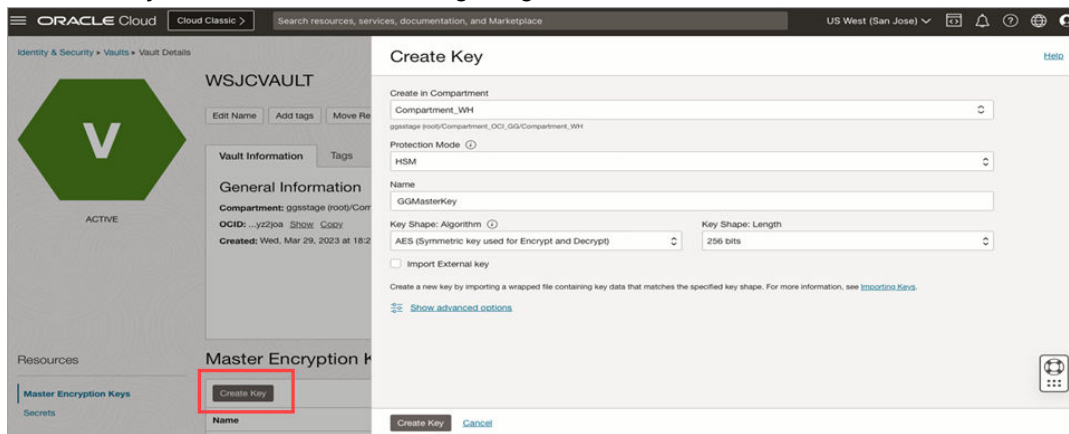 ORACLE Cloud Cloud Classic > Search resources, services, documentation, and Marketplace US West (San Jose)
Identity & Security › Vaults › Vault Details
V
ACTIVE
WSJCVAULT
Edit Name Add tags Move Re
Vault Information Tags
General Information
Compartment: ggsstage (root)/Com
OCID: ...yz2joa Show Copy
Created: Wed, Mar 29, 2023 at 18:2
Resources
Master Encryption Keys
Secrets
Master Encryption K
Create Key
Name
Create Key
Help
Create in Compartment
Compartment_WH
ggsstage (root)/Compartment_OCI_GG/Compartment_WH
Protection Mode
HSM
Name
GGMasterKey
Key Shape: Algorithm Key Shape: Length
AES (Symmetric key used for Encrypt and Decrypt) 256 bits
Import External key
Create a new key by importing a wrapped file containing key data that matches the specified key shape. For more information, see Importing Keys.
Show advanced options
Create Key Cancel